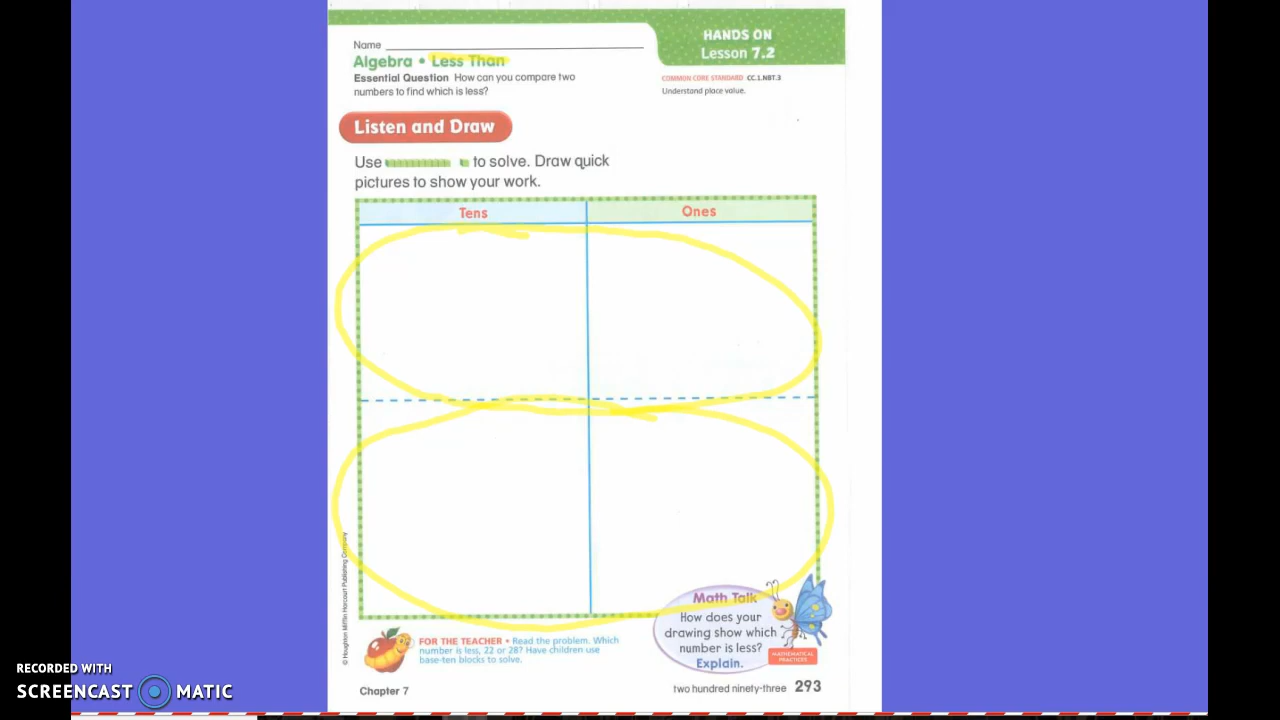 HANDS ON
Lesson 7.2
Name
Algebra • Less Than
Essential Question How can you compare two
numbers to find which is less?
COMMON CORE STANDARD CC.1.NBT.3
Understand place value.
Listen and Draw
Use to solve. Draw quick
pictures to show your work.
Tens
Ones
© Houghton Mifflin Harcourt Publishing Company
Math Talk
How does your
drawing show which
number is less?
Explain.
MATHEMATICAL
PRACTICES
FOR THE TEACHER • Read the problem. Which
number is less, 22 or 28? Have children use
base-ten blocks to solve.
Chapter 7
two hundred ninety-three 293
RECORDED WITH
SCREENCAST MATIC